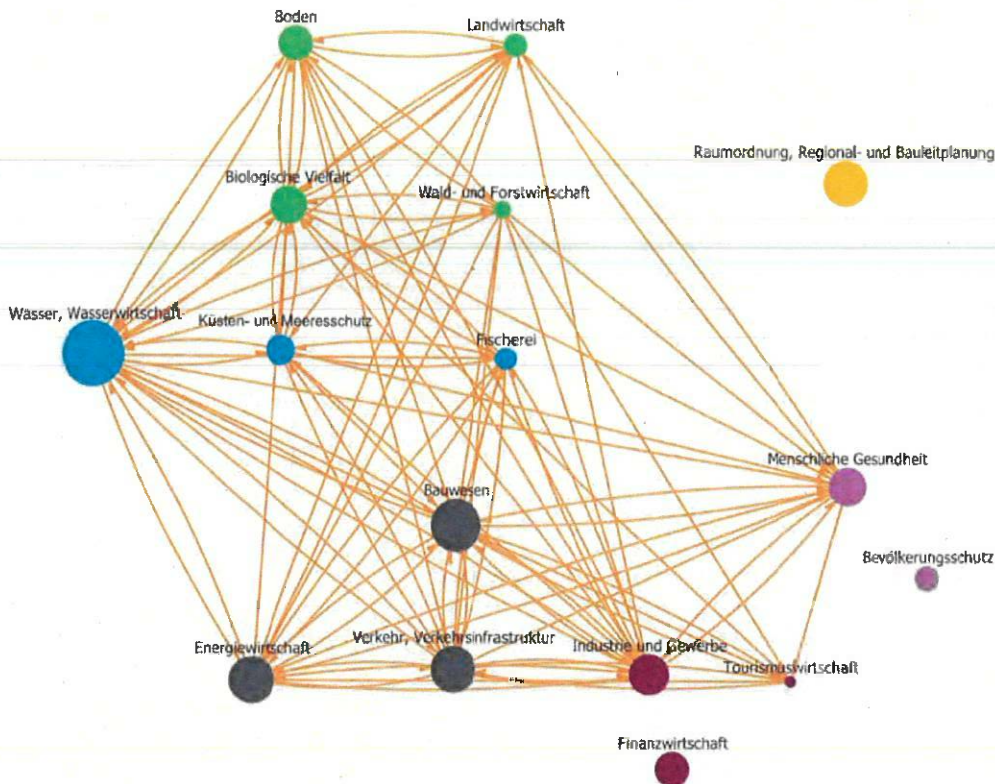 Boden
Landwirtschaft
Raumordnung, Regional- und Bauleitplanung
Biologische Vielfalt
Wald- und Forstwirtschaft
Wasser, Wasserwirtschaft
Küsten- und Meeresschutz
Fischerei
Menschliche Gesundheit
Bauwesen
Bevölkerungsschutz
Energiewirtschaft
Verkehr, Verkehrsinfrastruktur
Industrie und Gewerbe
Tourismuswirtschaft
Finanzwirtschaft